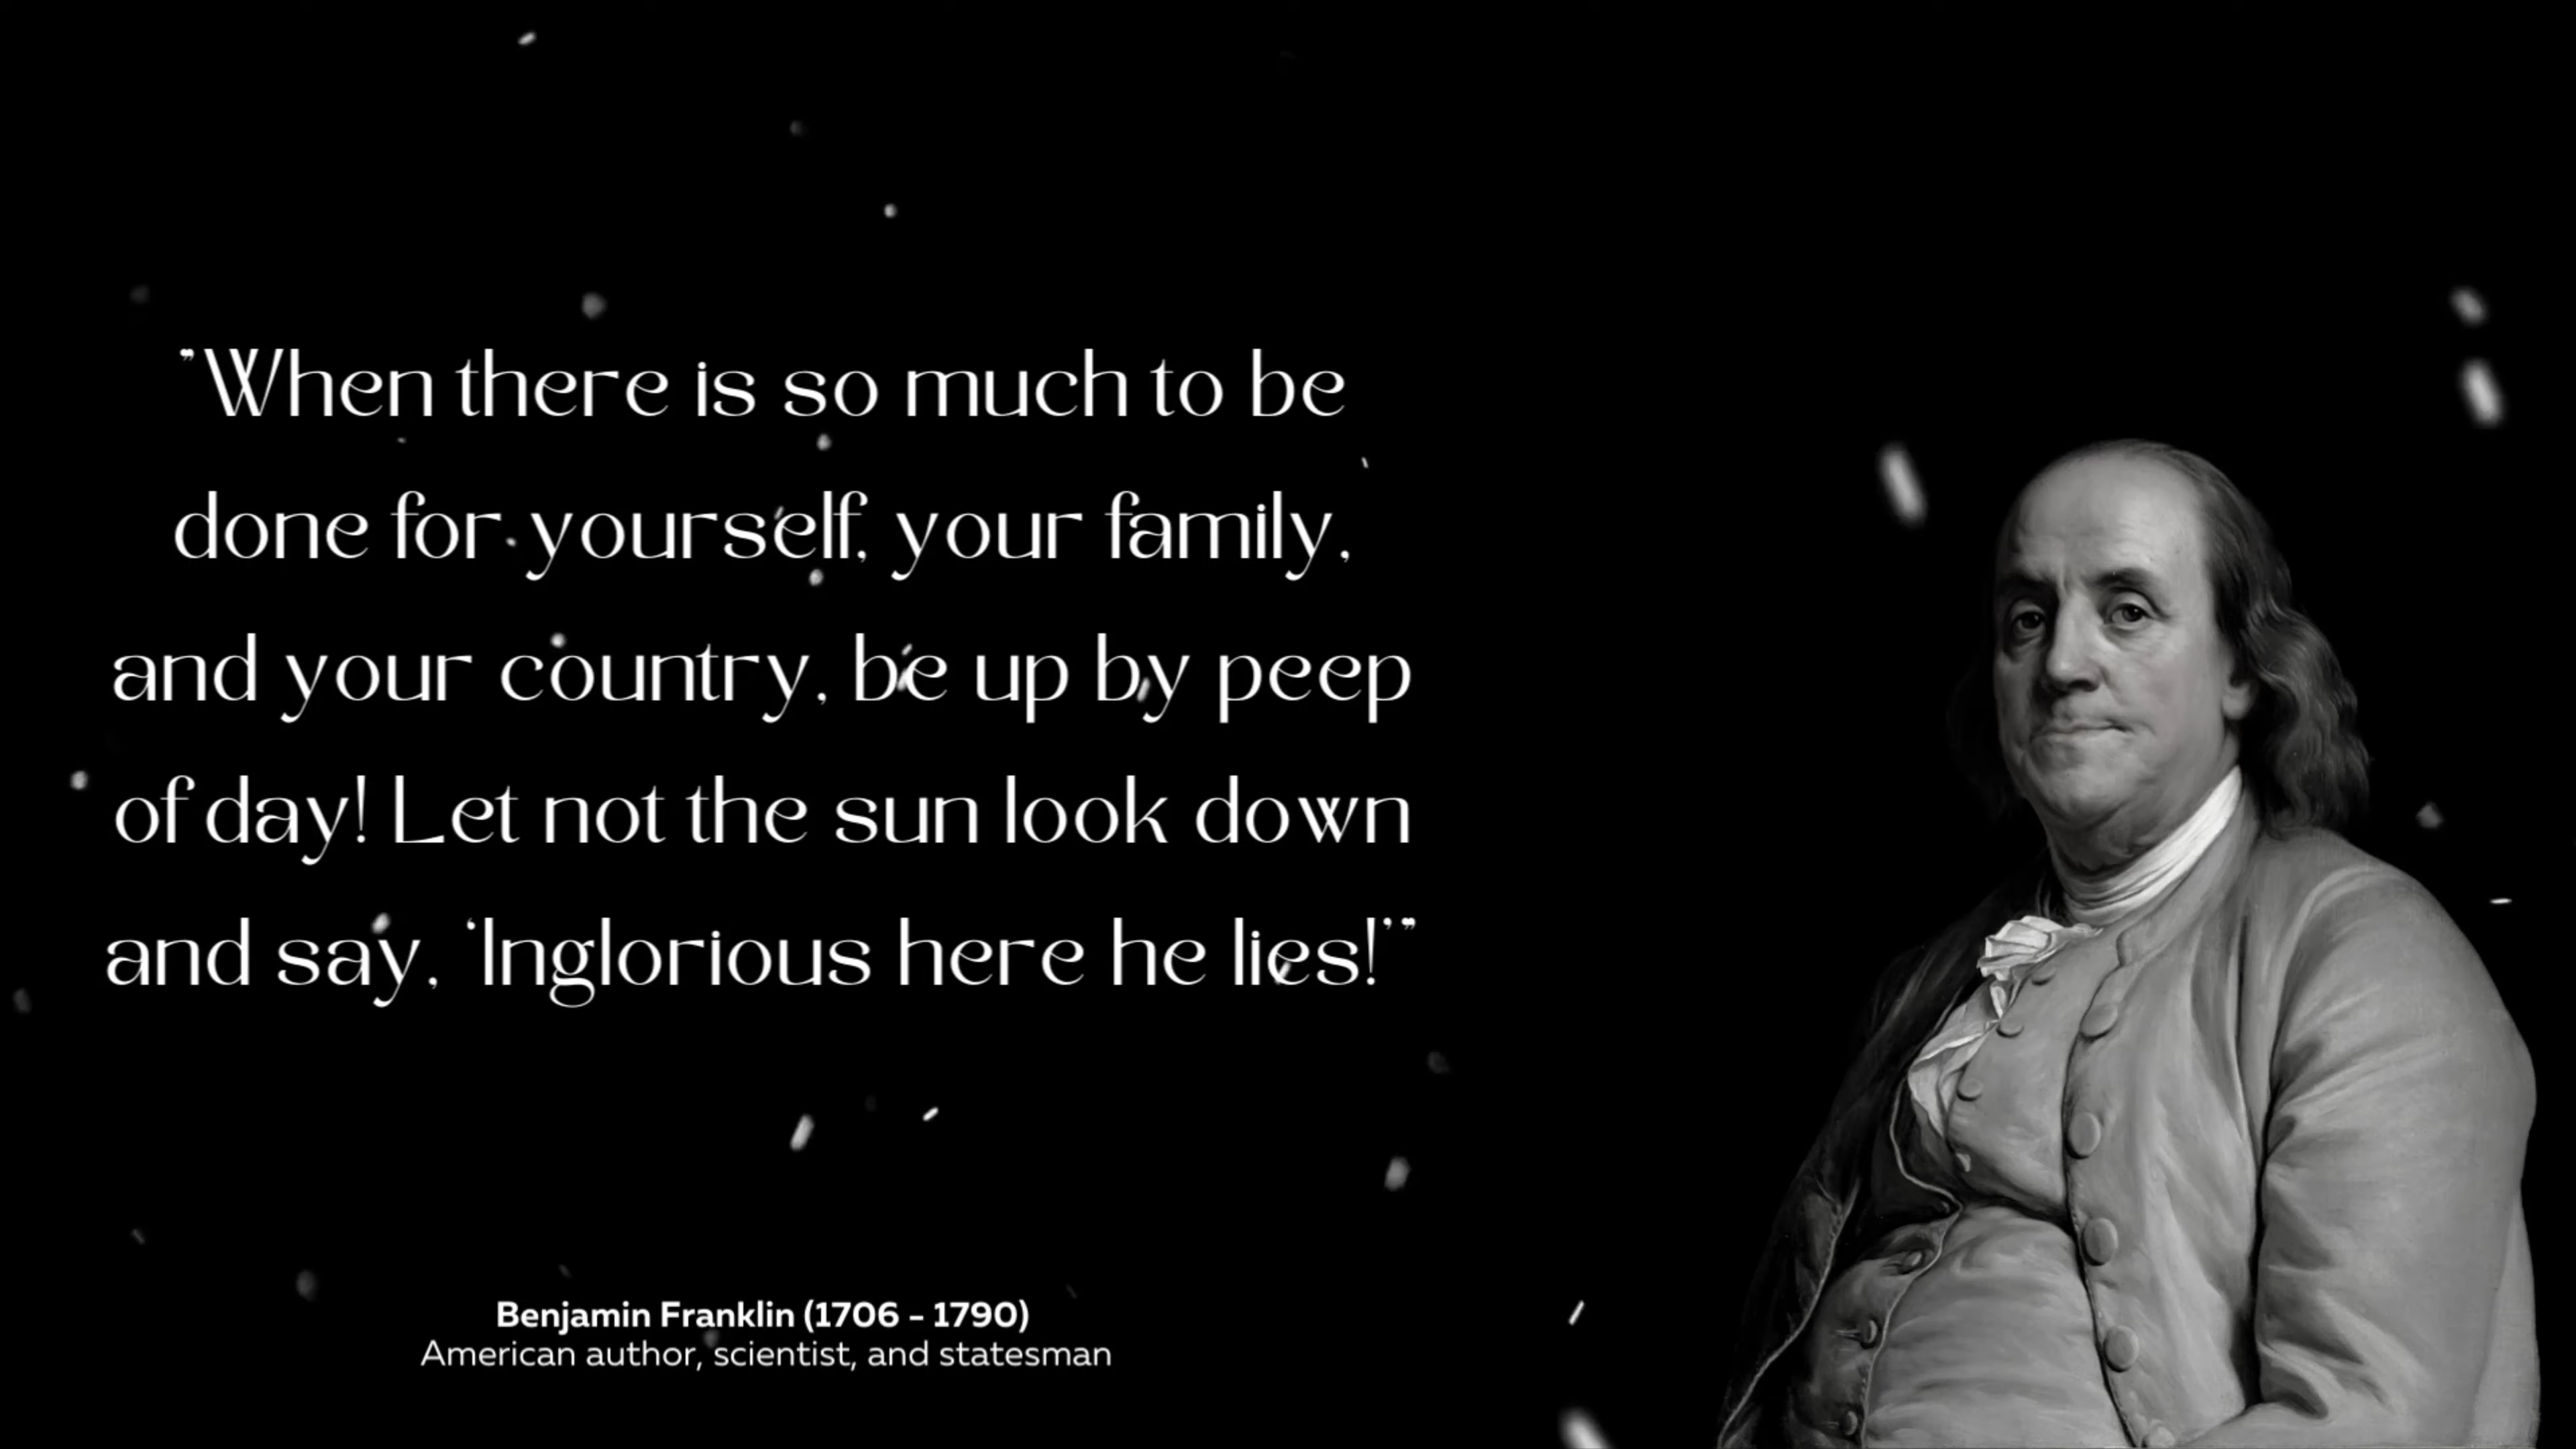 "When there is so much to be
done for yourself, your family,
and your country, be up by peep
of day! Let not the sun look down
and say, ‘Inglorious here he lies!’”
Benjamin Franklin (1706 - 1790)
American author, scientist, and statesman